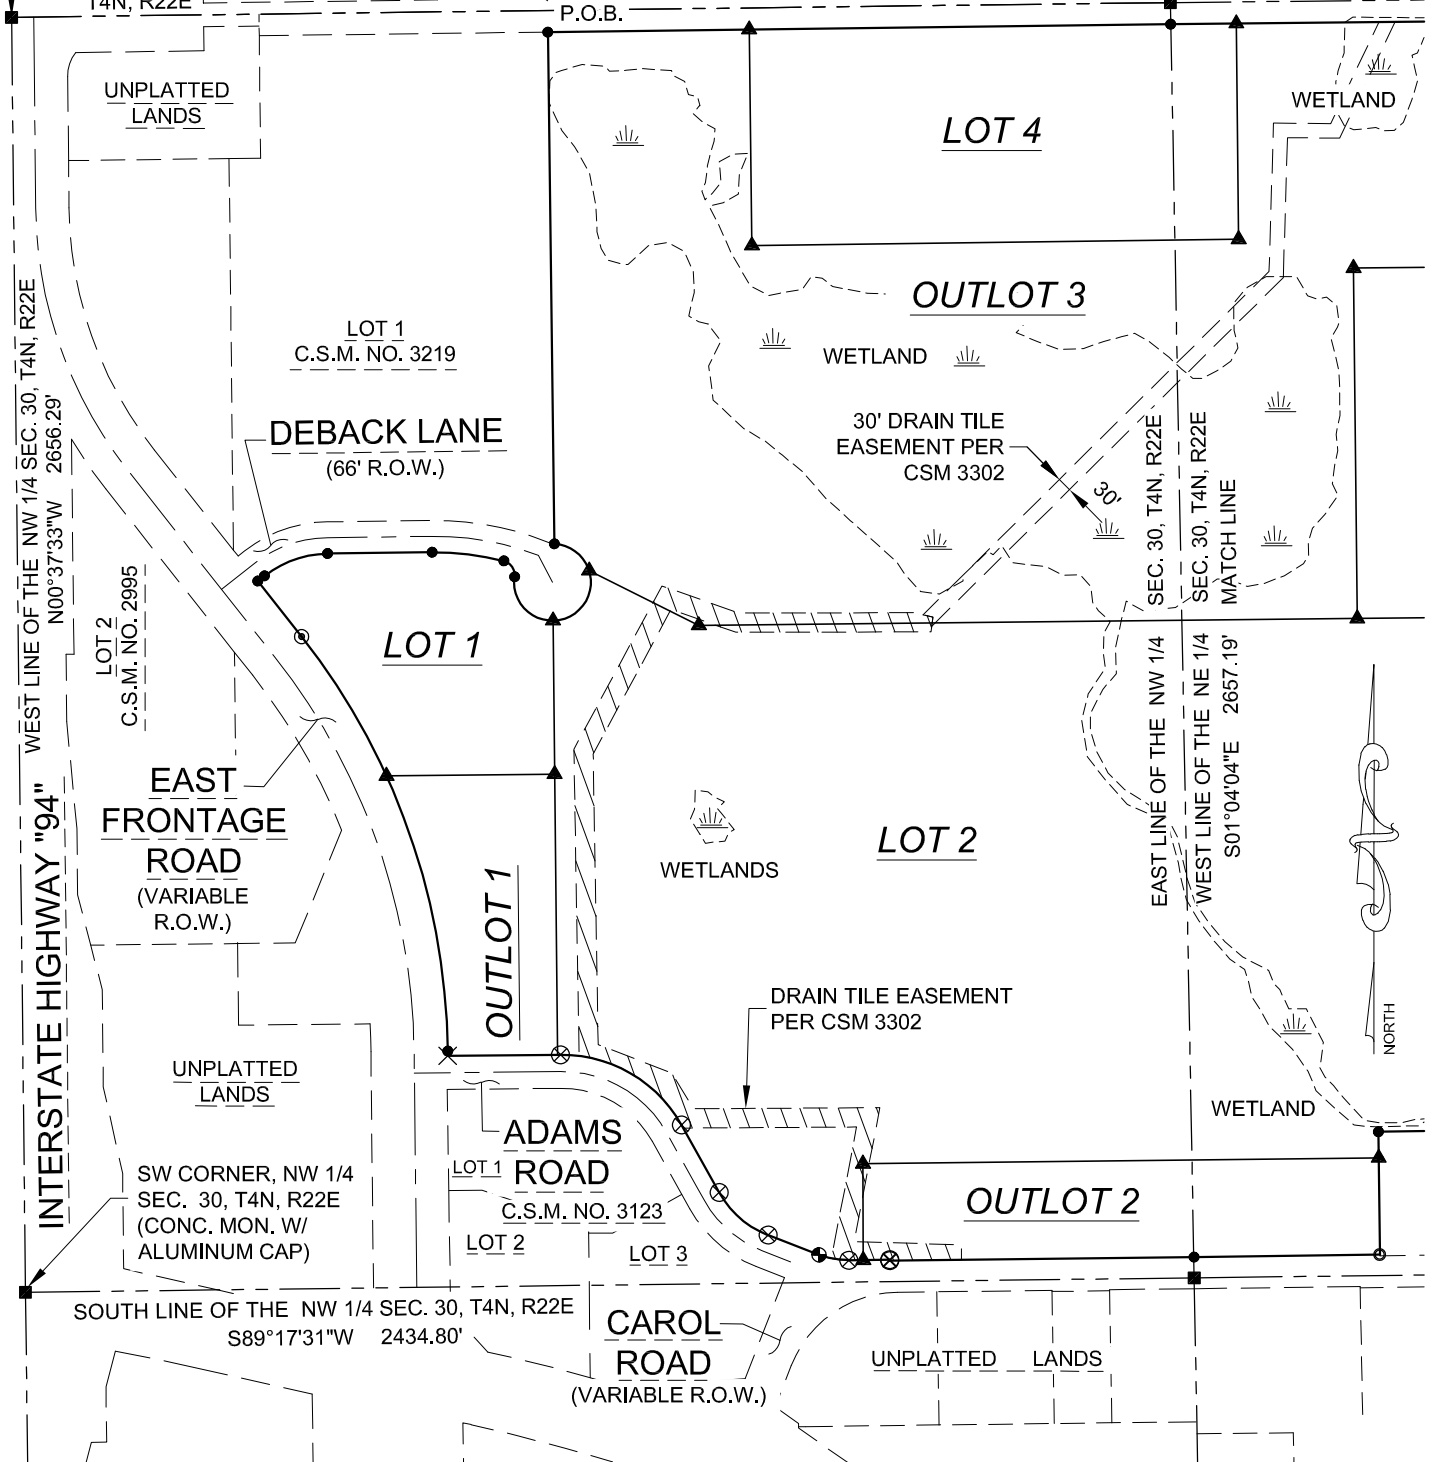 T4N, R22E
P.O.B.
UNPLATTED
LANDS
WETLAND
LOT 4
OUTLOT 3
LOT 1
C.S.M. NO. 3219
WETLAND
DEBACK LANE
(66' R.O.W.)
30' DRAIN TILE
EASEMENT PER
CSM 3302
30'
WEST LINE OF THE NW 1/4 SEC. 30, T4N, R22E
N00°37'33"W 2656.29'
EAST LINE OF THE NW 1/4 SEC. 30, T4N, R22E
WEST LINE OF THE NE 1/4 SEC. 30, T4N, R22E
S01°04'04"E 2657.19'
MATCH LINE
LOT 2
C.S.M. NO. 2995
LOT 1
EAST
FRONTAGE
ROAD
(VARIABLE
R.O.W.)
LOT 2
WETLANDS
OUTLOT 1
INTERSTATE HIGHWAY "94"
DRAIN TILE EASEMENT
PER CSM 3302
NORTH
UNPLATTED
LANDS
WETLAND
ADAMS
ROAD
LOT 1
C.S.M. NO. 3123
LOT 2
LOT 3
OUTLOT 2
SW CORNER, NW 1/4
SEC. 30, T4N, R22E
(CONC. MON. W/
ALUMINUM CAP)
SOUTH LINE OF THE NW 1/4 SEC. 30, T4N, R22E
S89°17'31"W 2434.80'
CAROL
ROAD
(VARIABLE R.O.W.)
UNPLATTED LANDS